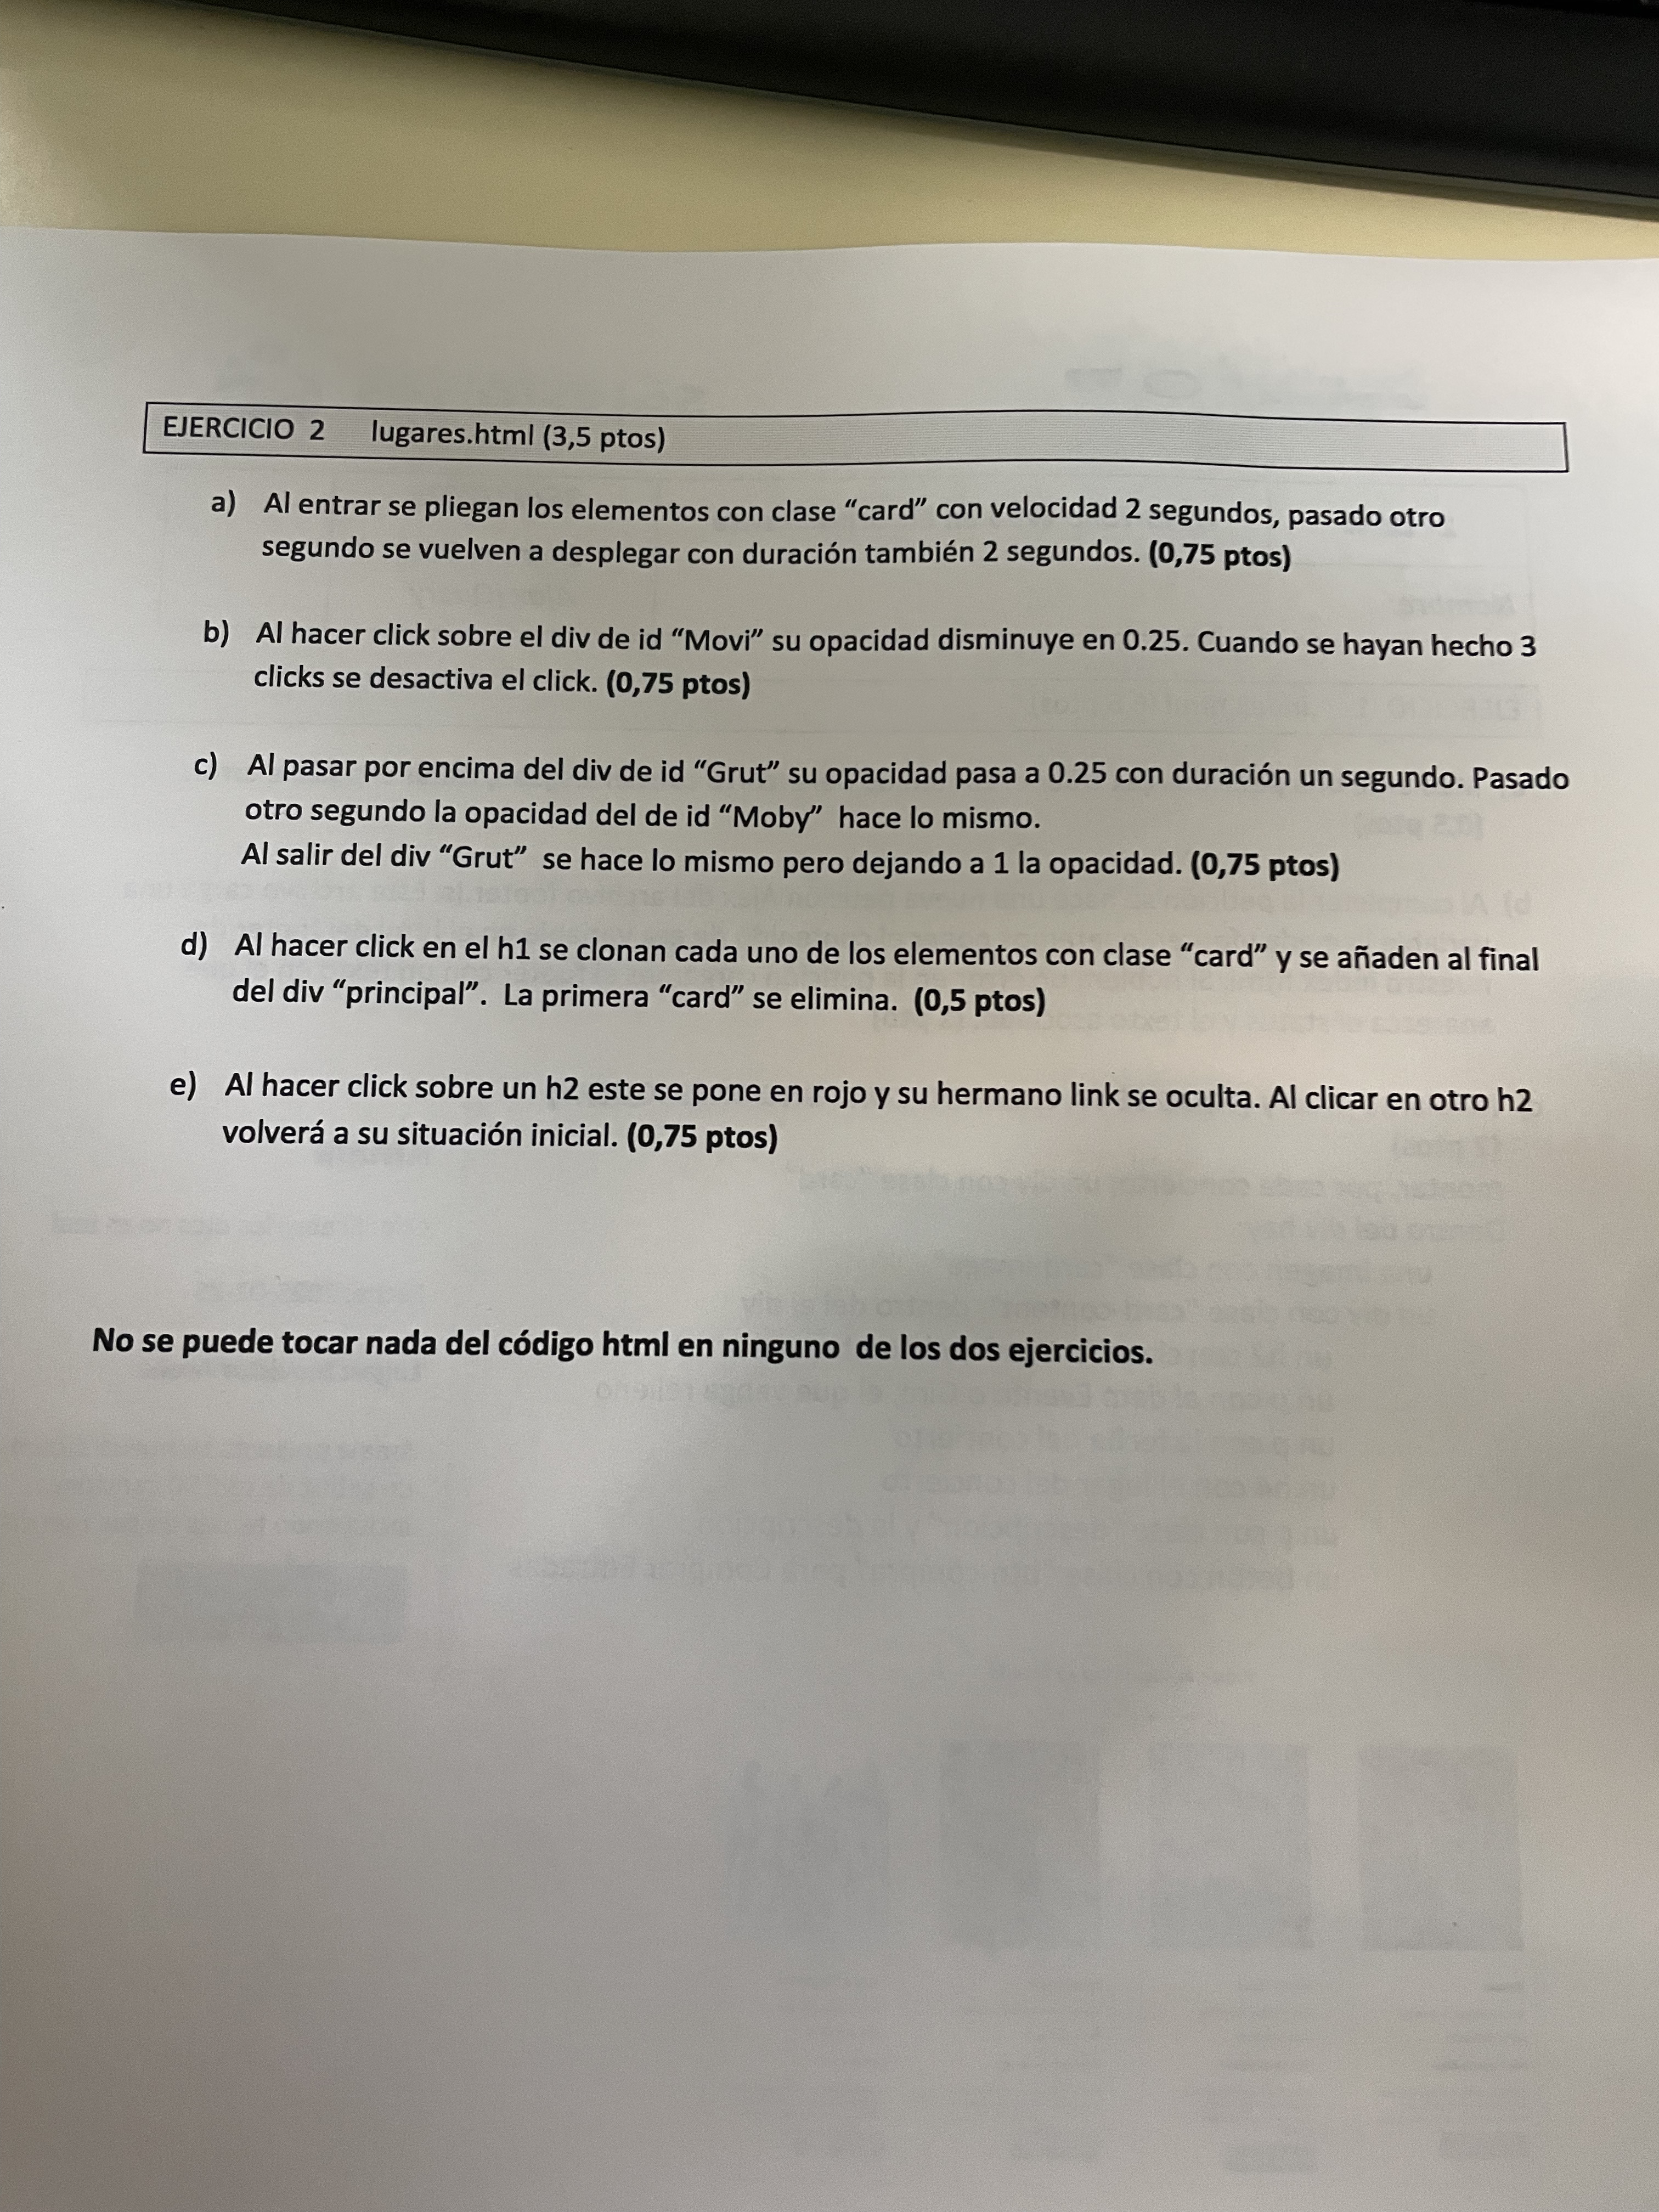 EJERCICIO 2 lugares.html (3,5 ptos)
a) Al entrar se pliegan los elementos con clase “card” con velocidad 2 segundos, pasado otro
segundo se vuelven a desplegar con duración también 2 segundos. (0,75 ptos)
b) Al hacer click sobre el div de id “Movi” su opacidad disminuye en 0.25. Cuando se hayan hecho 3
clicks se desactiva el click. (0,75 ptos)
c) Al pasar por encima del div de id “Grut” su opacidad pasa a 0.25 con duración un segundo. Pasado
otro segundo la opacidad del de id “Moby” hace lo mismo.
Al salir del div “Grut” se hace lo mismo pero dejando a 1 la opacidad. (0,75 ptos)
d) Al hacer click en el h1 se clonan cada uno de los elementos con clase “card” y se añaden al final
del div “principal”. La primera “card” se elimina. (0,5 ptos)
e) Al hacer click sobre un h2 este se pone en rojo y su hermano link se oculta. Al clicar en otro h2
volverá a su situación inicial. (0,75 ptos)
No se puede tocar nada del código html en ninguno de los dos ejercicios.